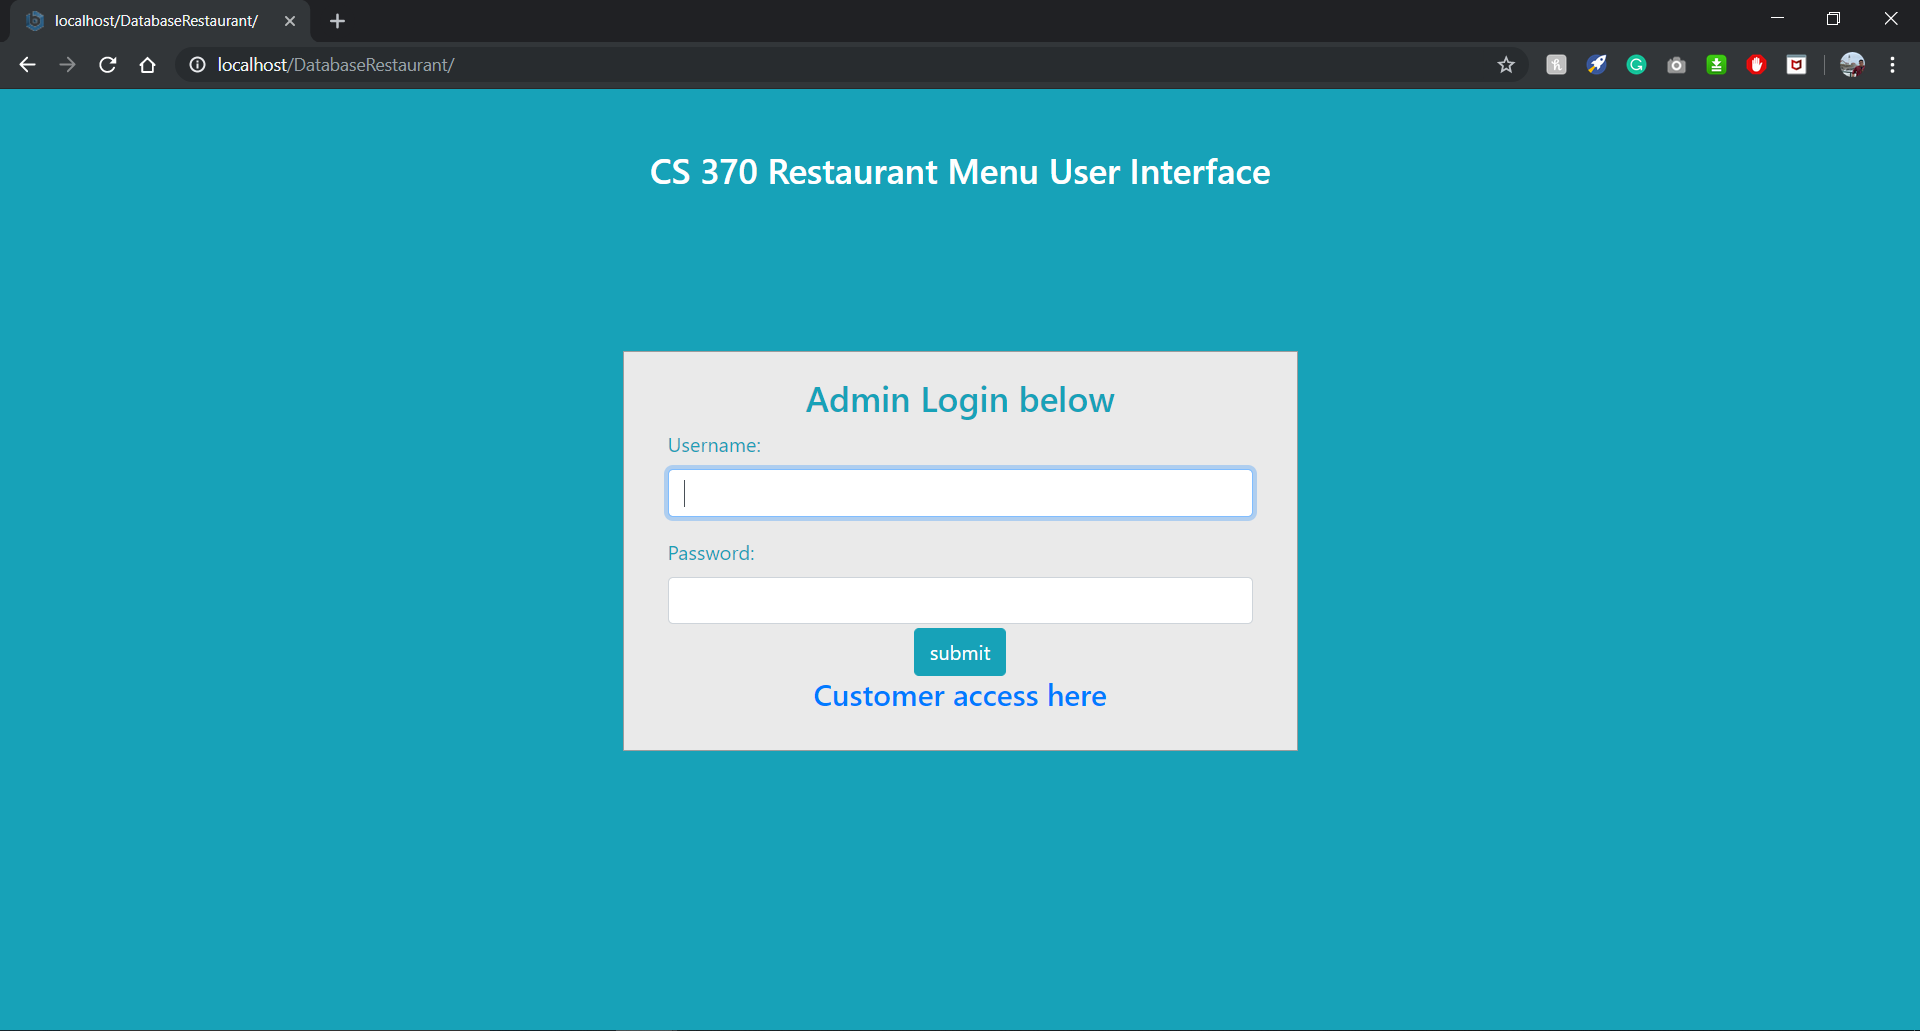 localhost/DatabaseRestaurant/
localhost/DatabaseRestaurant/
CS 370 Restaurant Menu User Interface
Admin Login below
Username:
Password:
submit
Customer access here